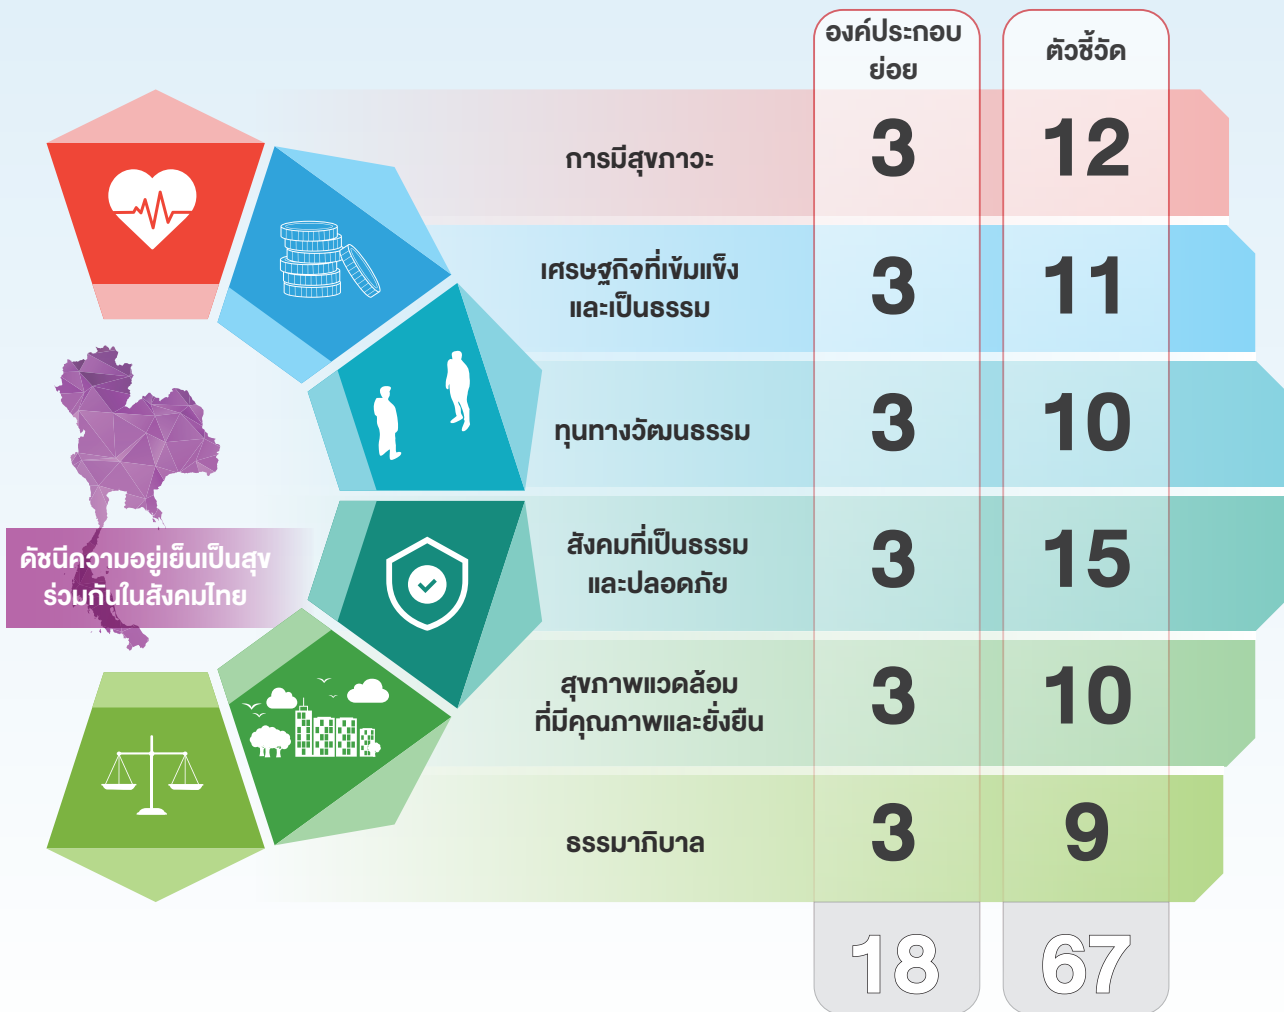 องค์ประกอบ
ย่อย
ตัวชี้วัด
การมีสุขภาวะ
3
12
เศรษฐกิจที่เข้มแข็ง
และเป็นธรรม
3
11
ทุนทางวัฒนธรรม
3
10
ดัชนีความอยู่เย็นเป็นสุข
ร่วมกันในสังคมไทย
สังคมที่เป็นธรรม
และปลอดภัย
3
15
สุขภาพแวดล้อม
ที่มีคุณภาพและยั่งยืน
3
10
ธรรมาภิบาล
3
9
18
67